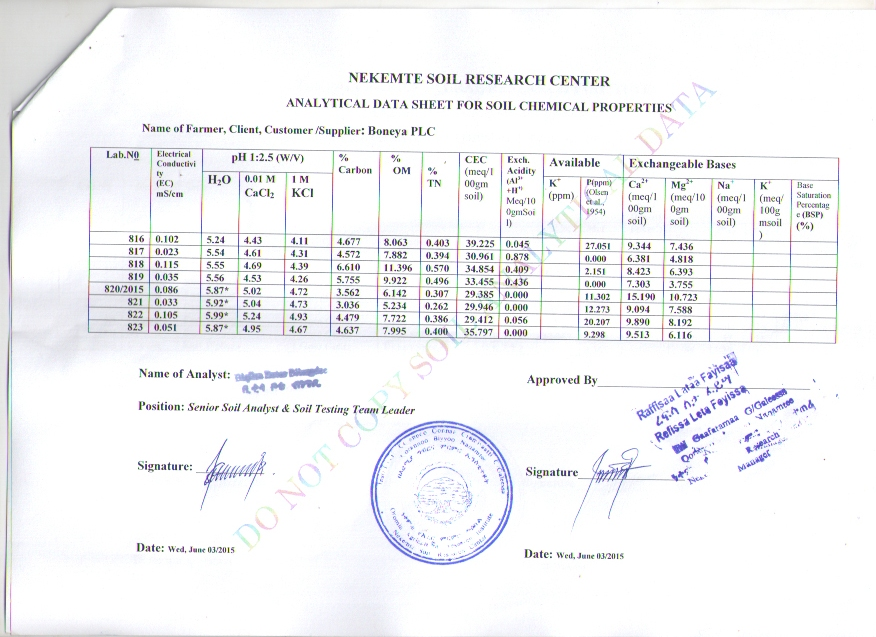 NEKEMTE SOIL RESEARCH CENTER
ANALYTICAL DATA SHEET FOR SOIL CHEMICAL PROPERTIES
Name of Farmer, Client, Customer /Supplier: Boneya PLC
Lab.N0 Electrical Conductivity (EC) mS/cm pH 1:2.5 (W/V) % Carbon % OM % TN CEC (meq/100gm soil) Exch. Acidity (Al³⁺ +H⁺) Meq/100gmSoil) Available Exchangeable Bases
H₂O 0.01 M CaCl₂ 1 M KCl K⁺ (ppm) P(ppm) (Olsen et al., 1954) Ca²⁺ (meq/100gm soil) Mg²⁺ (meq/100gm soil) Na⁺ (meq/100gm soil) K⁺ (meq/100g msoil) Base Saturation Percentage (BSP) (%)
816 0.102 5.24 4.43 4.11 4.677 8.063 0.403 39.225 0.045 27.051 9.344 7.436
817 0.023 5.54 4.61 4.31 4.572 7.882 0.394 30.961 0.878 0.000 6.381 4.818
818 0.115 5.55 4.69 4.39 6.610 11.396 0.570 34.854 0.409 2.151 8.423 6.393
819 0.035 5.56 4.53 4.26 5.755 9.922 0.496 33.455 0.436 0.000 7.303 3.755
820/2015 0.086 5.87* 5.02 4.72 3.562 6.142 0.307 29.385 0.000 11.302 15.190 10.723
821 0.033 5.92* 5.04 4.73 3.036 5.234 0.262 29.946 0.000 12.273 9.094 7.588
822 0.105 5.99* 5.24 4.93 4.479 7.722 0.386 29.412 0.056 20.207 9.890 8.192
823 0.051 5.87* 4.95 4.67 4.637 7.995 0.400 35.797 0.000 9.298 9.513 6.116
DO NOT COPY SOIL ANALYTICAL DATA
Name of Analyst:
Approved By
Raffisaa Lataa Fayisaa
Refissa Leta Fayissa
Research
Manager
Position: Senior Soil Analyst & Soil Testing Team Leader
Signature:
Signature
Date: Wed, June 03/2015
Date: Wed, June 03/2015